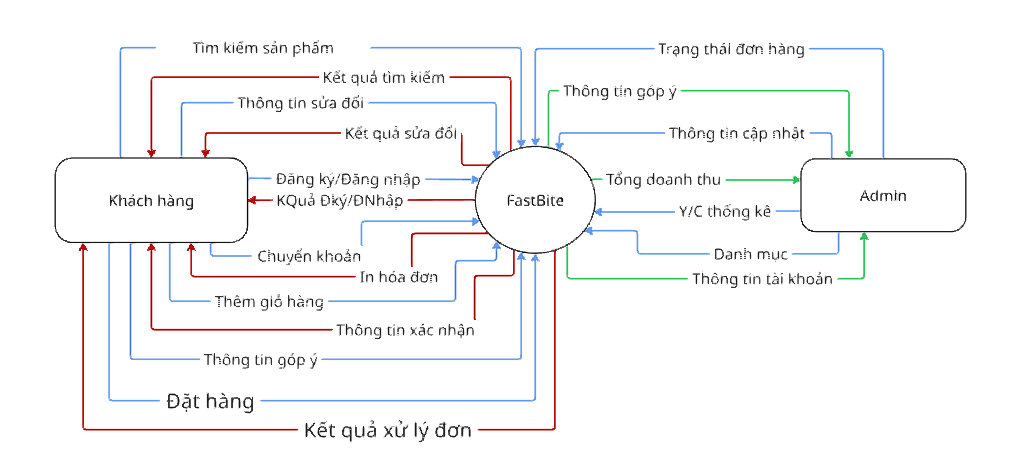 Tìm kiếm sản phẩm
Trạng thái đơn hàng
Kết quả tìm kiếm
Thông tin góp ý
Thông tin sửa đổi
Kết quả sửa đổi
Thông tin cập nhật
Đăng ký/Đăng nhập
Tổng doanh thu
Khách hàng
KQuả Đký/ĐNhập
FastBite
Admin
Y/C thống kê
Chuyển khoản
Danh mục
In hóa đơn
Thông tin tài khoản
Thêm giỏ hàng
Thông tin xác nhận
Thông tin góp ý
Đặt hàng
Kết quả xử lý đơn